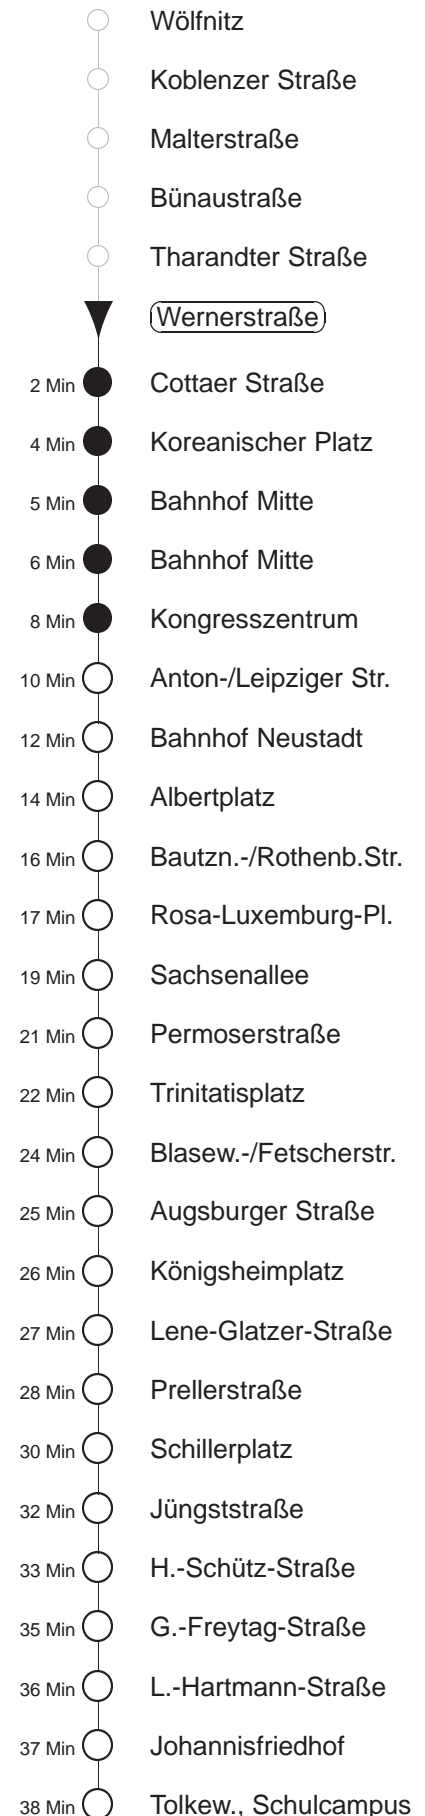 Wölfnitz
Koblenzer Straße
Malterstraße
Bünaustraße
Tharandter Straße
Wernerstraße
2 Min Cottaer Straße
4 Min Koreanischer Platz
5 Min Bahnhof Mitte
6 Min Bahnhof Mitte
8 Min Kongresszentrum
10 Min Anton-/Leipziger Str.
12 Min Bahnhof Neustadt
14 Min Albertplatz
16 Min Bautzn.-/Rothenb.Str.
17 Min Rosa-Luxemburg-Pl.
19 Min Sachsenallee
21 Min Permoserstraße
22 Min Trinitatisplatz
24 Min Blasew.-/Fetscherstr.
25 Min Augsburger Straße
26 Min Königsheimplatz
27 Min Lene-Glatzer-Straße
28 Min Prellerstraße
30 Min Schillerplatz
32 Min Jüngststraße
33 Min H.-Schütz-Straße
35 Min G.-Freytag-Straße
36 Min L.-Hartmann-Straße
37 Min Johannisfriedhof
38 Min Tolkew., Schulcampus